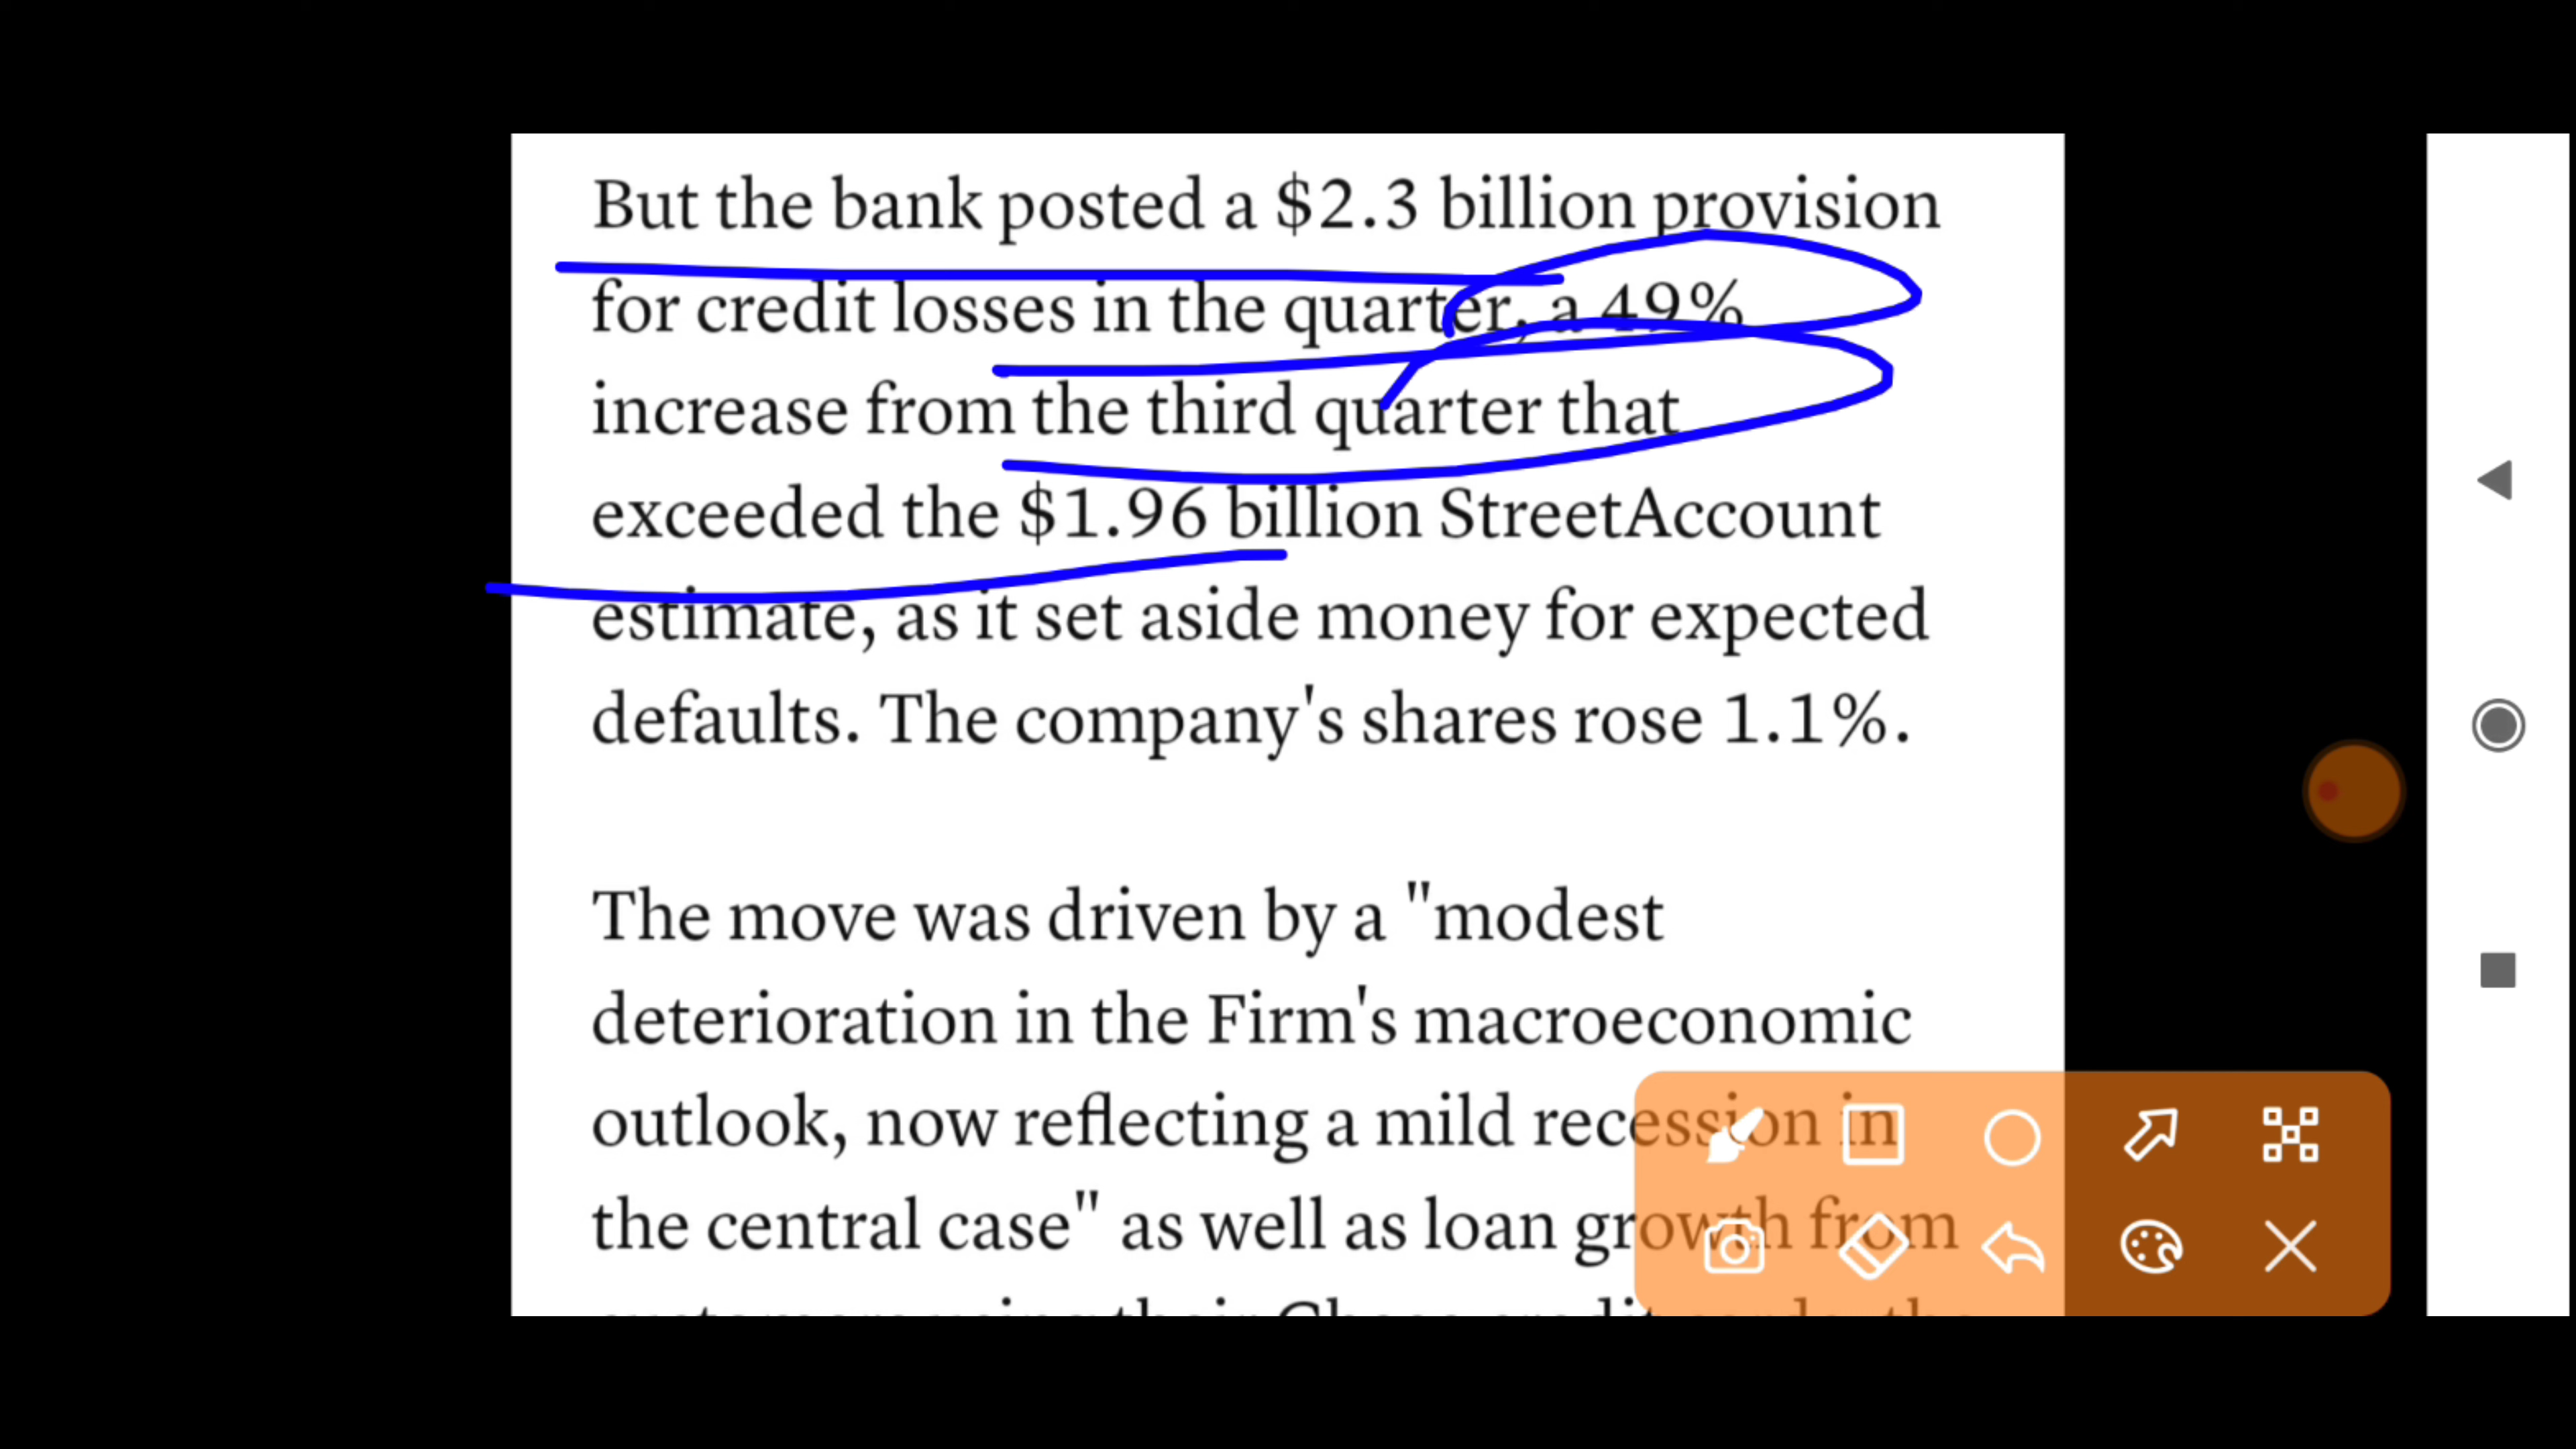 But the bank posted a $2.3 billion provision
for credit losses in the quarter, a 49%
increase from the third quarter that
exceeded the $1.96 billion StreetAccount
estimate, as it set aside money for expected
defaults. The company's shares rose 1.1%.
The move was driven by a "modest
deterioration in the Firm's macroeconomic
outlook, now reflecting a mild recession in
the central case" as well as loan growth from